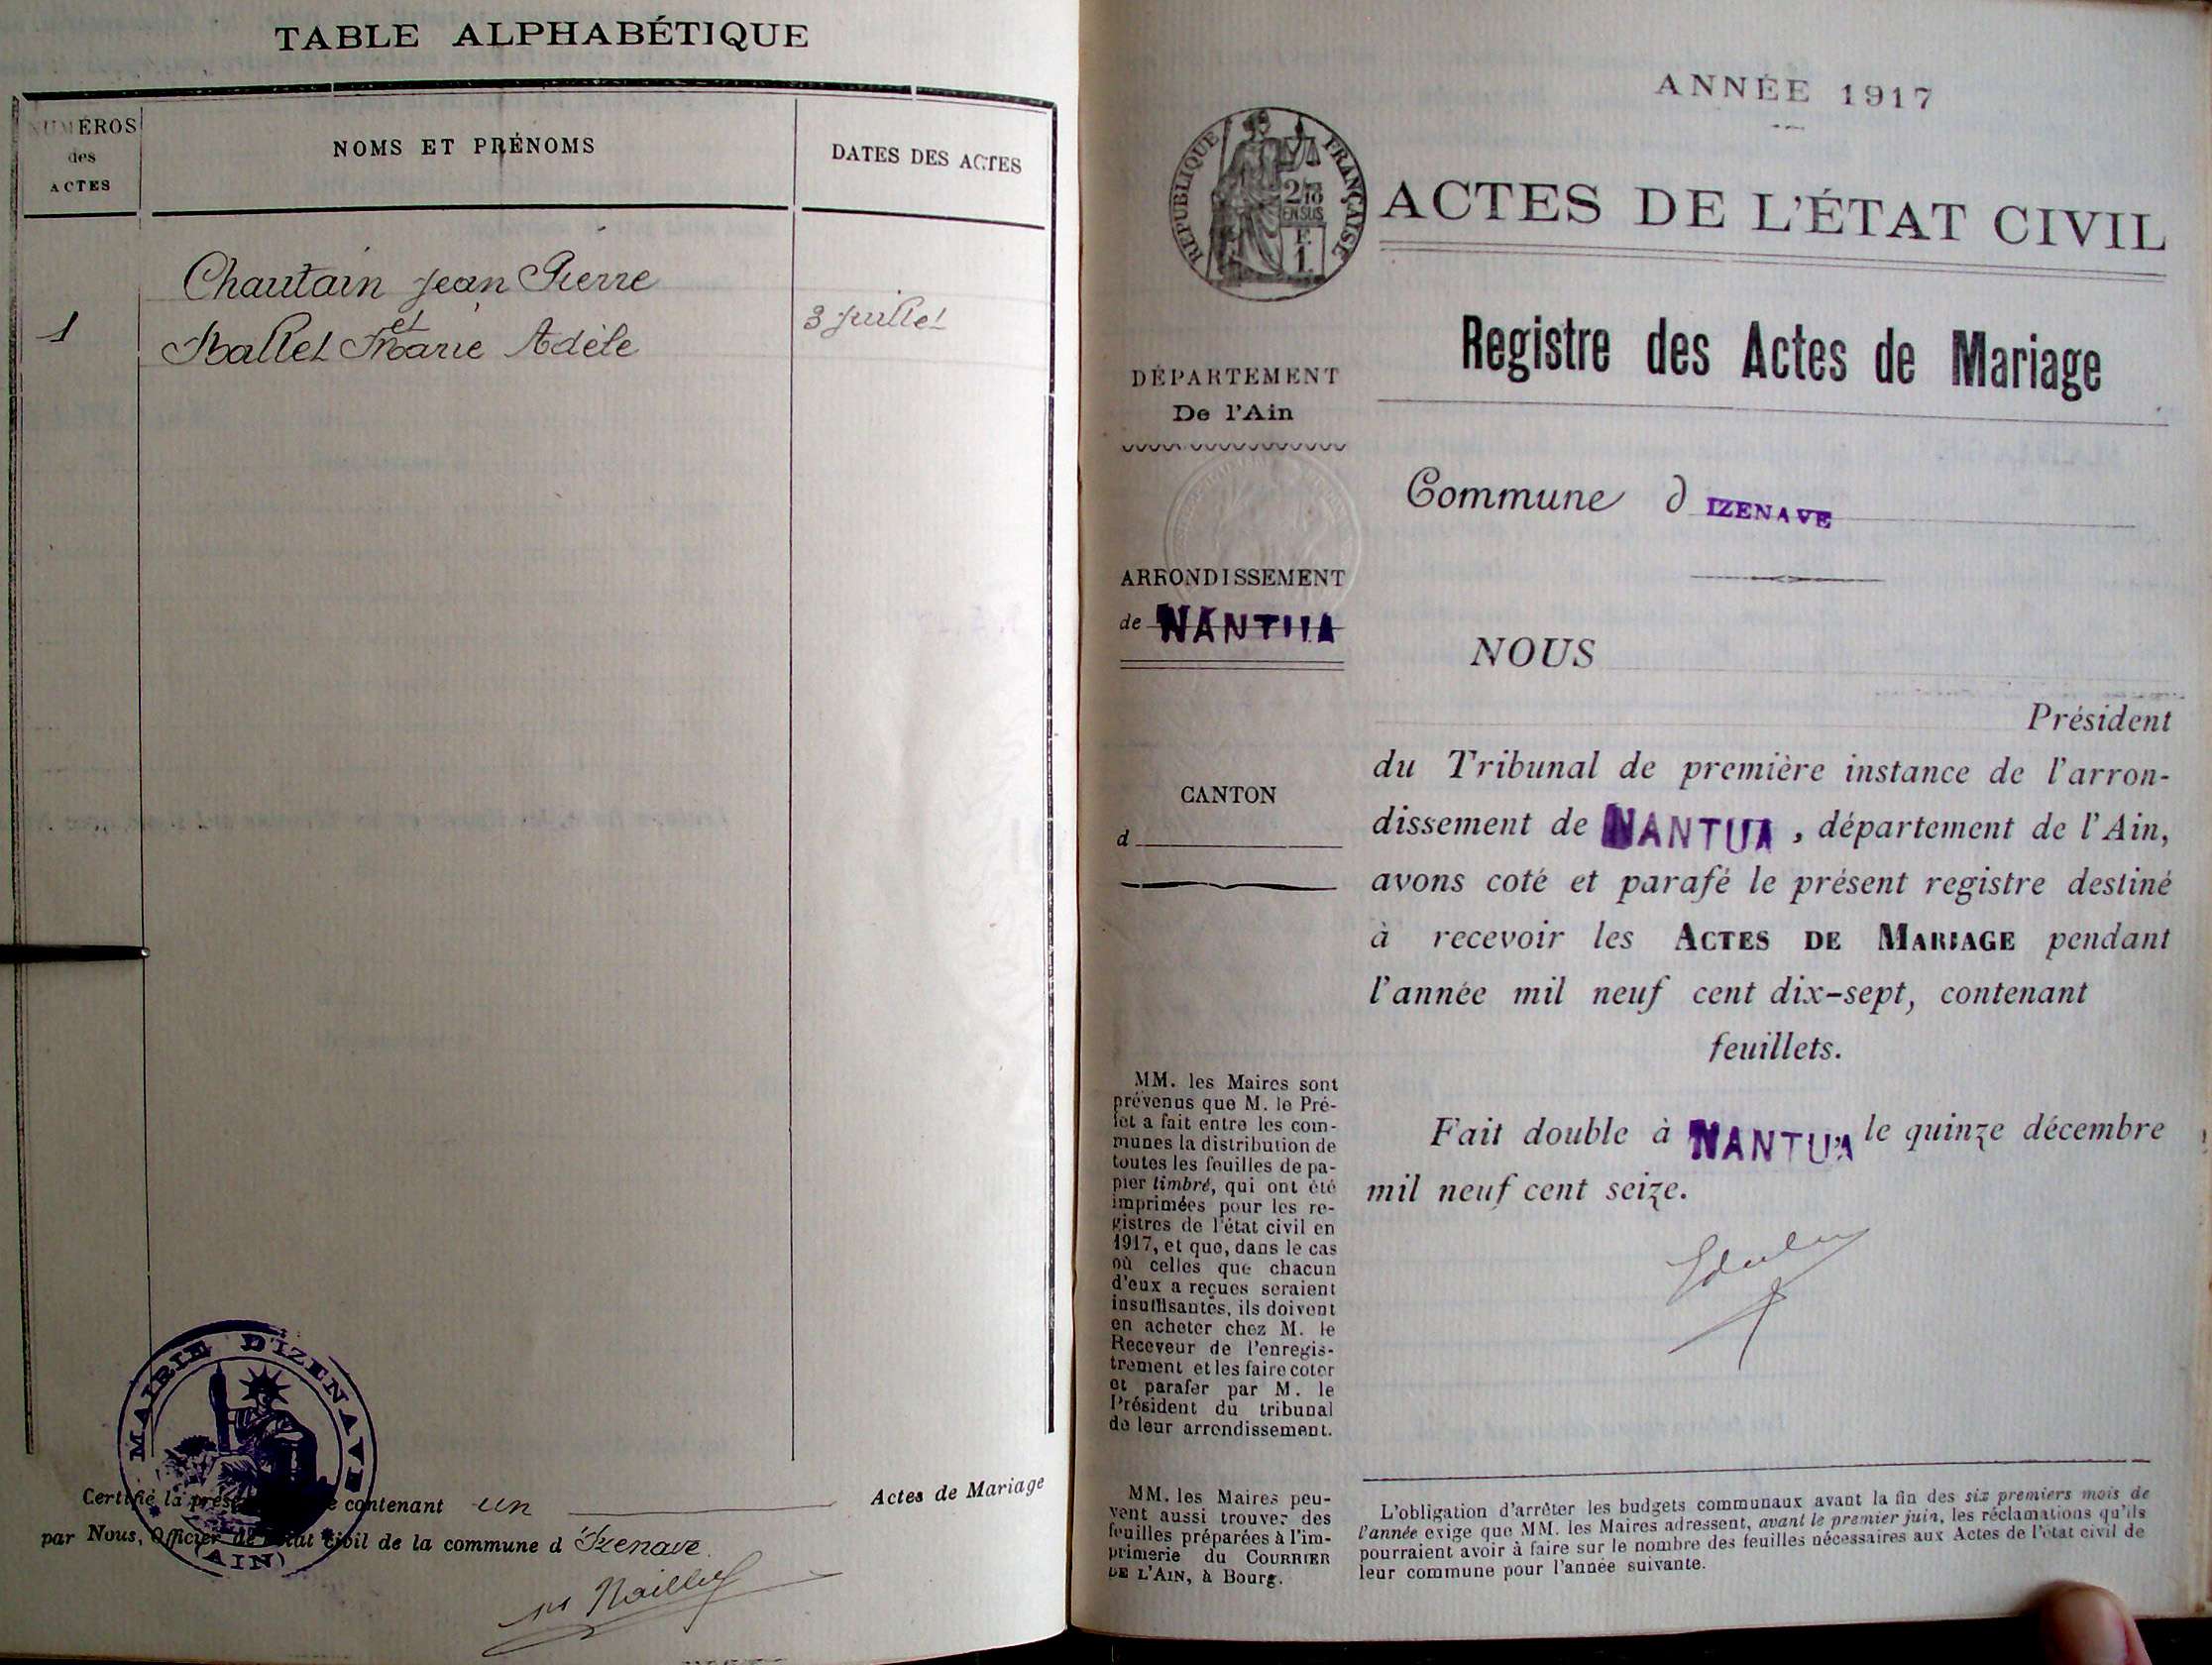 TABLE ALPHABÉTIQUE
NUMÉROS
des
ACTES
NOMS ET PRÉNOMS
DATES DES ACTES
Chautain Jean Pierre
1
et
3 Juillet
Ballet Marie Adèle
MAIRIE D'IZENAVE
(AIN)
Certifié la contenant un Actes de Mariage
par Nous, Officier de l'État Civil de la commune d'Izenave.
ANNÉE 1917
RÉPUBLIQUE FRANÇAISE
2/10
EN SUS
F.
1.
ACTES DE L'ÉTAT CIVIL
Registre des Actes de Mariage
DÉPARTEMENT
De l'Ain
Commune d IZENAVE
ARRONDISSEMENT
de NANTUA
CANTON
d
NOUS
Président
du Tribunal de première instance de l'arron-
dissement de NANTUA, département de l'Ain,
avons coté et parafé le présent registre destiné
à recevoir les ACTES DE MARIAGE pendant
l'année mil neuf cent dix-sept, contenant
feuillets.
Fait double à NANTUA le quinze décembre
mil neuf cent seize.
MM. les Maires sont
prévenus que M. le Pré-
fet a fait entre les com-
munes la distribution de
toutes les feuilles de pa-
pier timbré, qui ont été
imprimées pour les re-
gistres de l'état civil en
1917, et que, dans le cas
où celles que chacun
d'eux a reçues seraient
insuffisantes, ils doivent
en acheter chez M. le
Receveur de l'enregis-
trement et les faire coter
et parafer par M. le
Président du tribunal
de leur arrondissement.
MM. les Maires peu-
vent aussi trouver des
feuilles préparées à l'im-
primerie du COURRIER
DE L'AIN, à Bourg.
L'obligation d'arrêter les budgets communaux avant la fin des six premiers mois de
l'année exige que MM. les Maires adressent, avant le premier juin, les réclamations qu'ils
pourraient avoir à faire sur le nombre des feuilles nécessaires aux Actes de l'état civil de
leur commune pour l'année suivante.